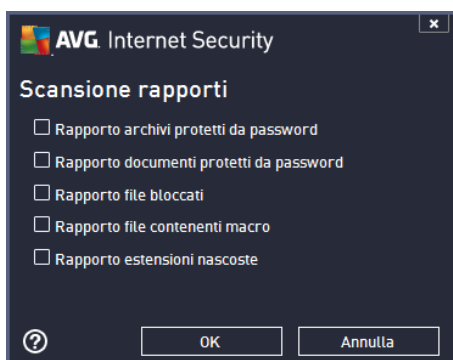 AVG. Internet Security
Scansione rapporti
Rapporto archivi protetti da password
Rapporto documenti protetti da password
Rapporto file bloccati
Rapporto file contenenti macro
Rapporto estensioni nascoste
? OK Annulla